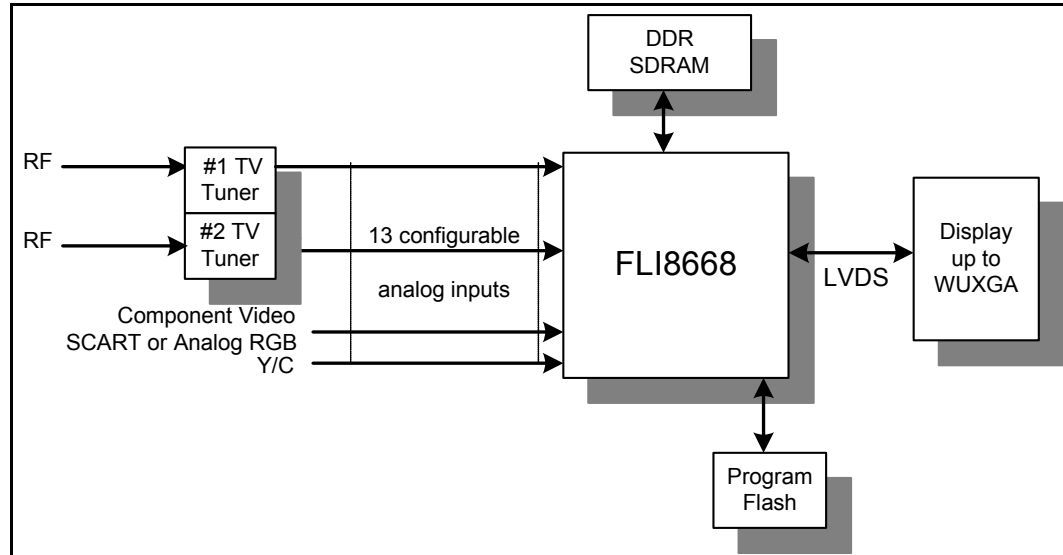 DDR
SDRAM
RF
#1 TV
Tuner
RF
#2 TV
Tuner
13 configurable
analog inputs
Component Video
SCART or Analog RGB
Y/C
FLI8668
LVDS
Display
up to
WUXGA
Program
Flash